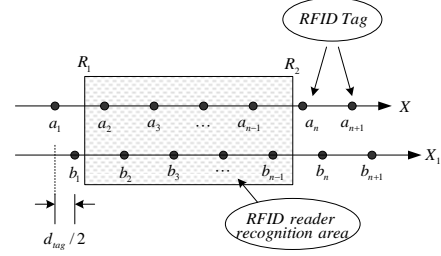 RFID Tag
R1 R2
a1 a2 a3 ... an−1 an an+1 X
b1 b2 b3 ... bn−1 bn bn+1 X1
dtag / 2
RFID reader
recognition area